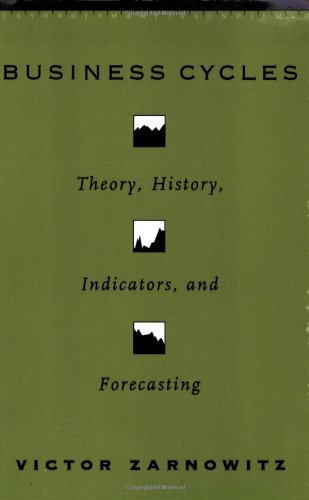 BUSINESS CYCLES
Theory, History,
Indicators, and
Forecasting
VICTOR ZARNOWITZ